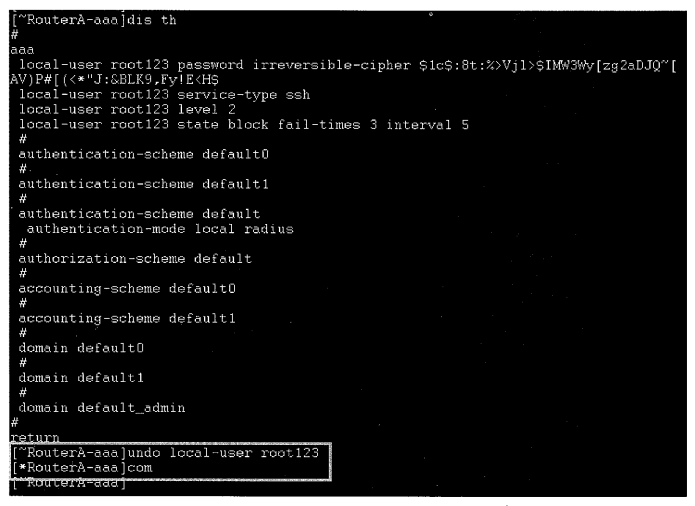 [~RouterA-aaa]dis th
#
aaa
local-user root123 password irreversible-cipher $1c$:8t:%>Vjl>$IMW3Wy[zg2aDJQ~[
AV)P#[(<*"J:&BLK9,Fy!E<H$
local-user root123 service-type ssh
local-user root123 level 2
local-user root123 state block fail-times 3 interval 5
#
authentication-scheme default0
#
authentication-scheme default1
#
authentication-scheme default
authentication-mode local radius
#
authorization-scheme default
#
accounting-scheme default0
#
accounting-scheme default1
#
domain default0
#
domain default1
#
domain default_admin
#
return
[~RouterA-aaa]undo local-user root123
[*RouterA-aaa]com
[~RouterA-aaa]